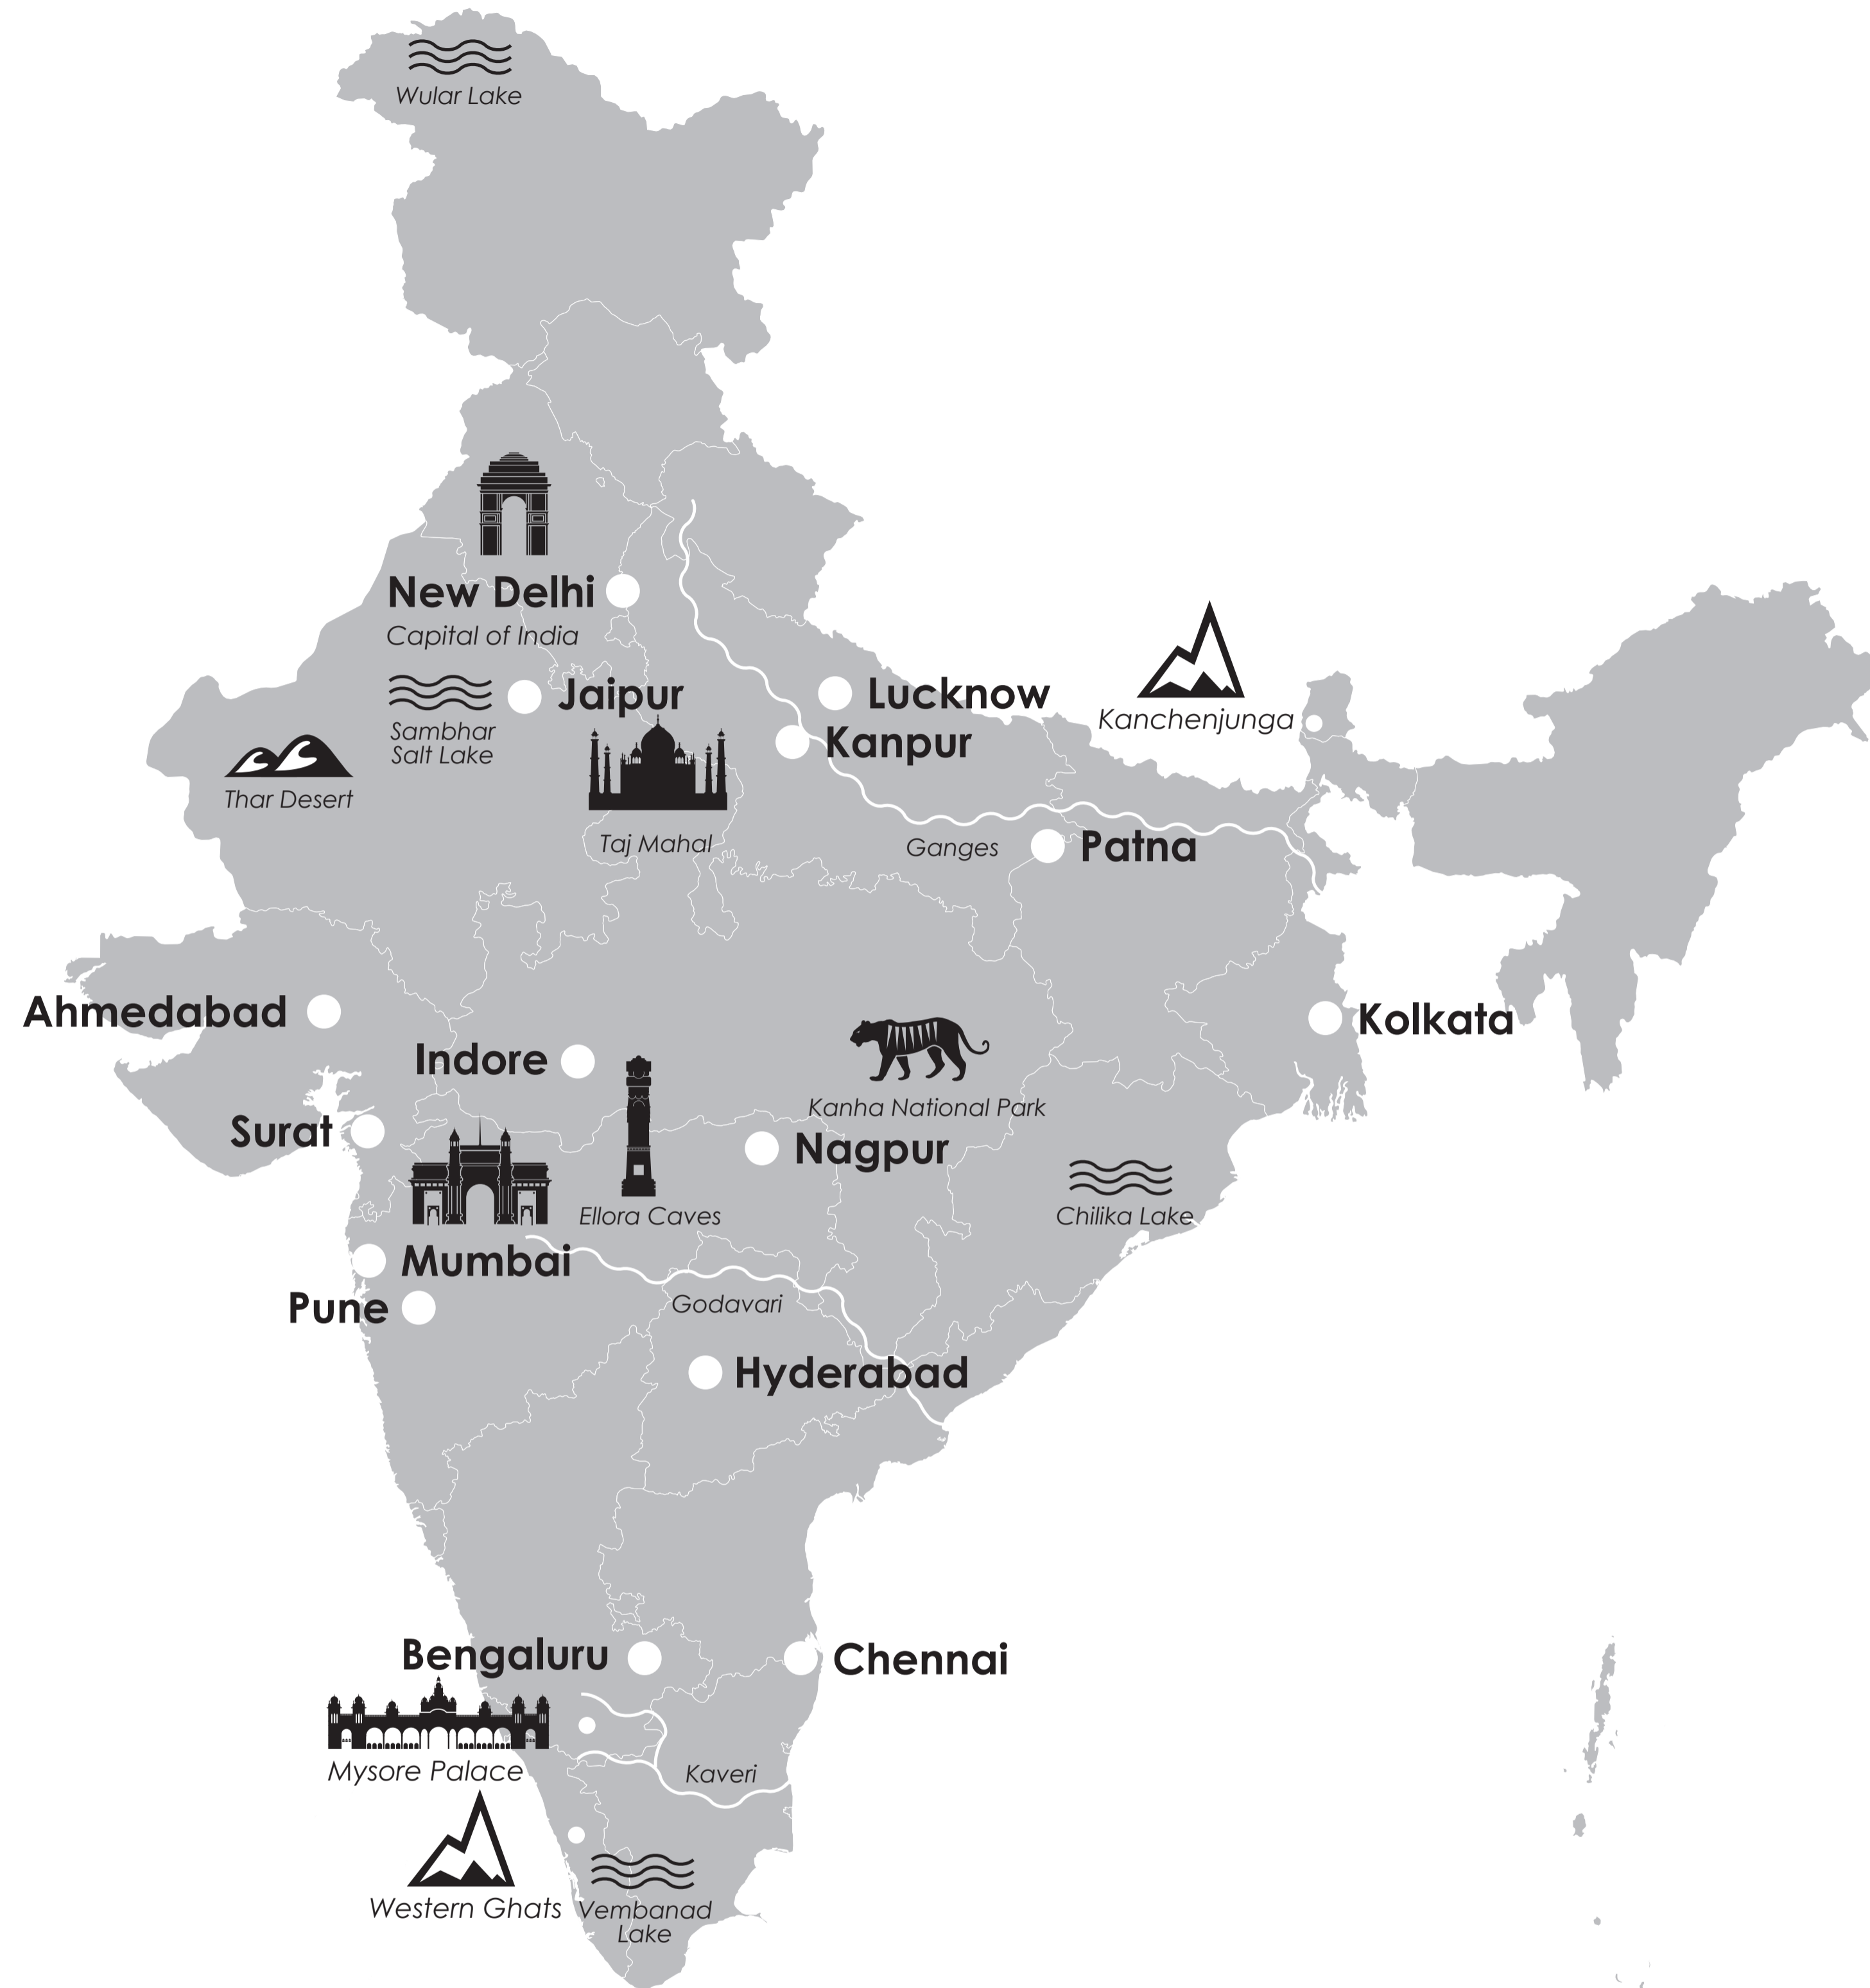 Wular Lake
New Delhi
Capital of India
Jaipur
Sambhar
Salt Lake
Thar Desert
Taj Mahal
Lucknow
Kanpur
Kanchenjunga
Ganges
Patna
Ahmedabad
Indore
Kolkata
Surat
Kanha National Park
Nagpur
Ellora Caves
Chilika Lake
Mumbai
Pune
Godavari
Hyderabad
Bengaluru
Chennai
Mysore Palace
Kaveri
Western Ghats
Vembanad
Lake